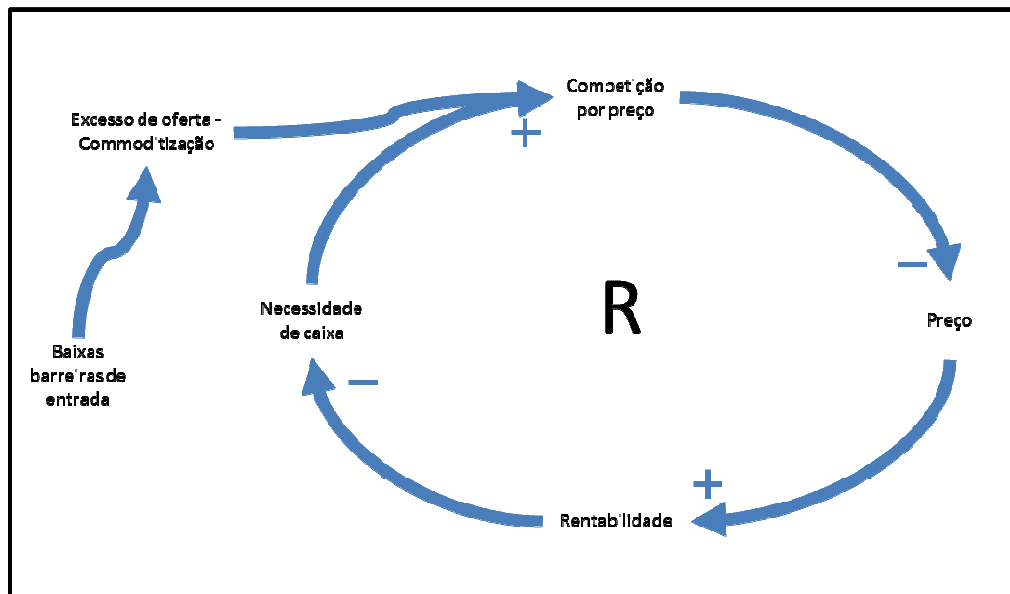 Competição
por preço
Excesso de oferta -
Commoditização
+
−
R
Necessidade
de caixa
Preço
Baixas
barreiras de
entrada
−
+
Rentabilidade